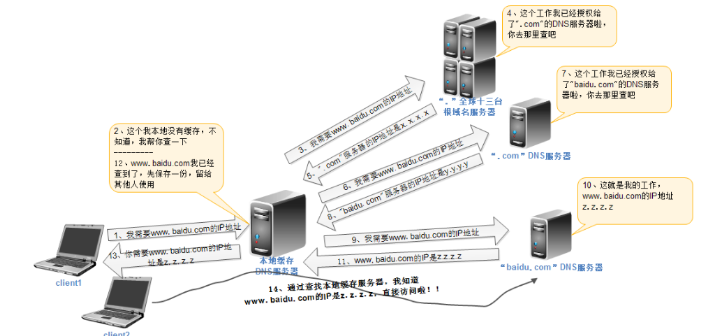 4、这个工作我已经授权给
了".com"的DNS服务器啦，
你去那里查吧
7、这个工作我已经授权给
了"baidu.com"的DNS服务
器啦，你去那里查吧
"."全球十三台
根域名服务器
2、这个我本地没有缓存，不
知道，我帮你查一下
----------
12、www.baidu.com我已经
查到了，先保存一份，留给
其他人使用
3、我需要www.baidu.com的IP地址
5、".com"服务器的IP地址是x.x.x.x
".com"DNS服务器
6、我需要www.baidu.com的IP地址
8、"baidu.com"服务器的IP地址是y.y.y.y
10、这就是我的工作，
www.baidu.com的IP地址
z.z.z.z
1、我需要www.baidu.com的IP地址
13、你需要www.baidu.com的IP地
址是z.z.z.z
9、我需要www.baidu.com的IP地址
11、www.baidu.com的IP是z.z.z.z
本地缓存
DNS服务器
"baidu.com"DNS服务器
client1
14、通过查找本地缓存服务器，我知道
www.baidu.com的IP是z.z.z.z，直接访问啦！！
client2